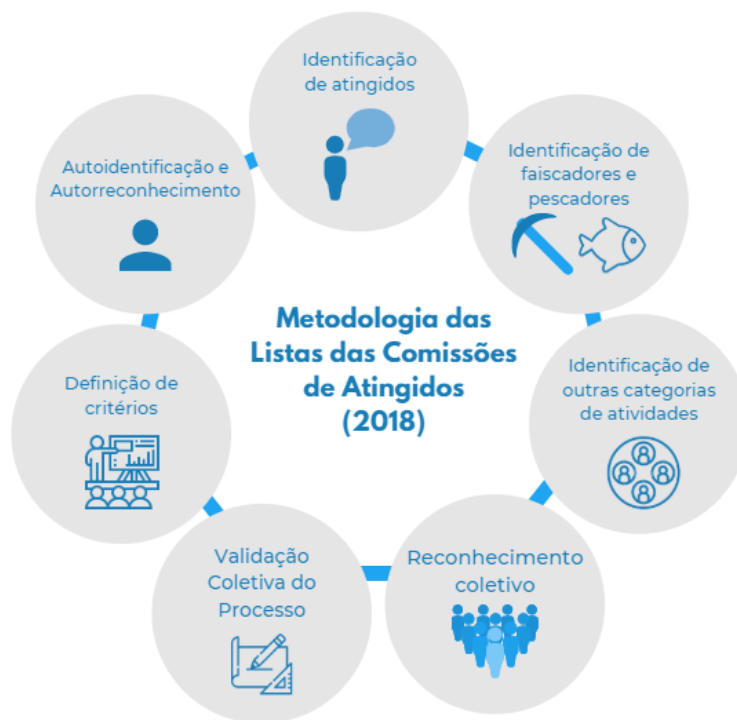 Identificação
de atingidos
Identificação de
faiscadores e
pescadores
Identificação de
outras categorias
de atividades
Reconhecimento
coletivo
Validação
Coletiva do
Processo
Definição de
critérios
Autoidentificação e
Autorreconhecimento
Metodologia das
Listas das Comissões
de Atingidos
(2018)